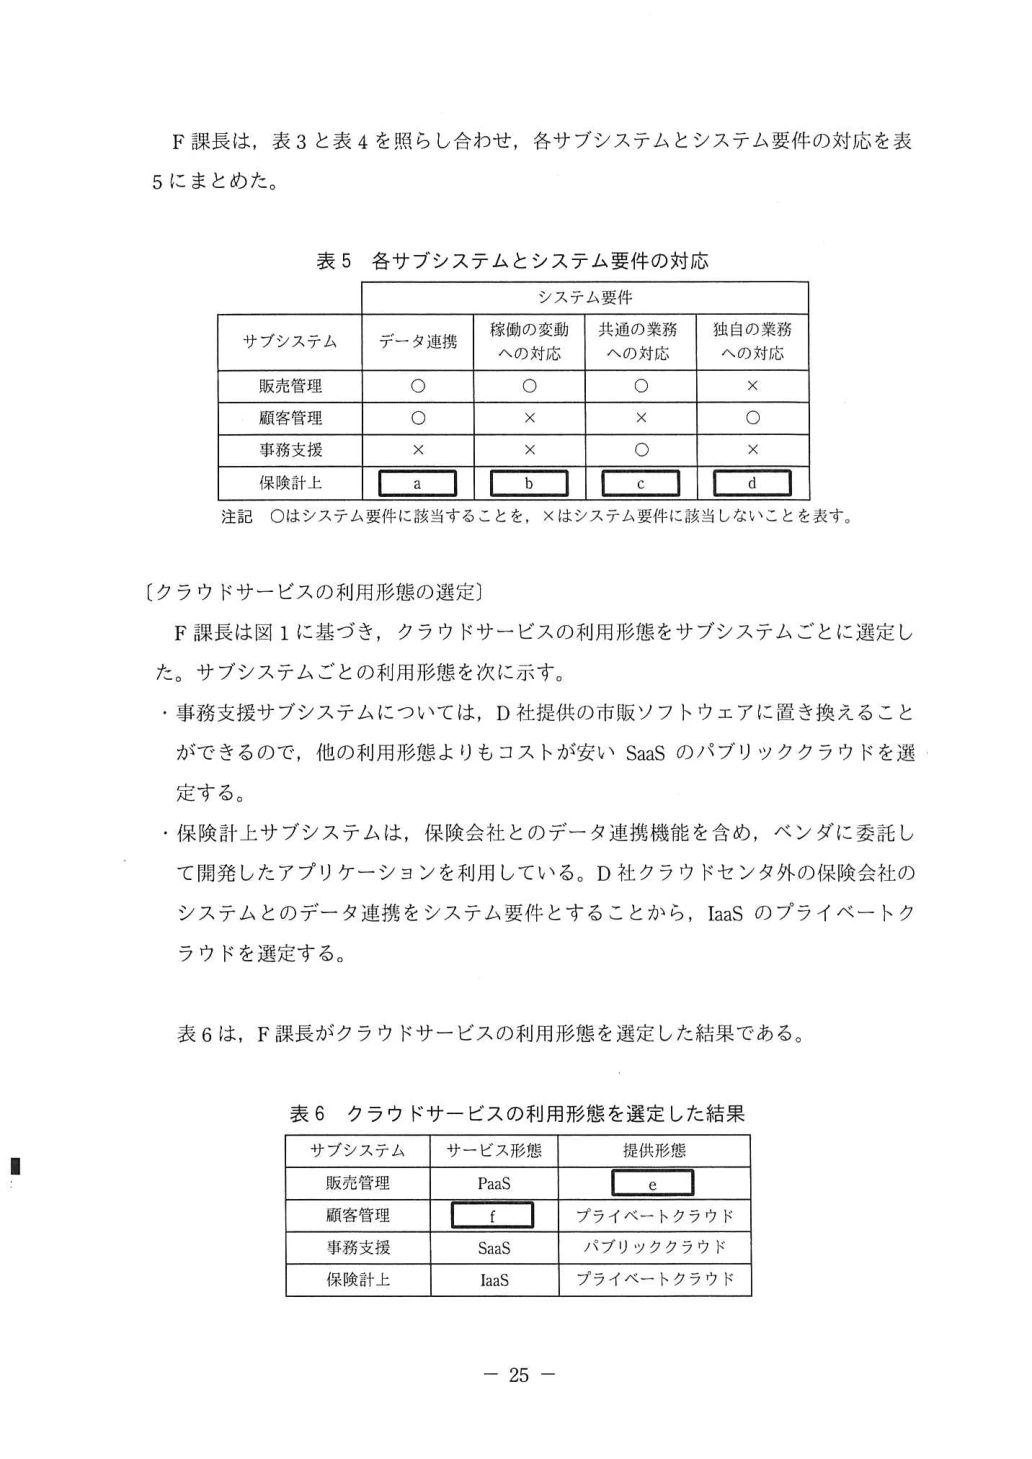 F 課長は，表 3 と表 4 を照らし合わせ，各サブシステムとシステム要件の対応を表
5 にまとめた。
表 5　各サブシステムとシステム要件の対応
システム要件
サブシステム　データ連携　稼働の変動への対応　共通の業務への対応　独自の業務への対応
販売管理　○　○　○　×
顧客管理　○　×　×　○
事務支援　×　×　○　×
保険計上　a　b　c　d
注記　○はシステム要件に該当することを，×はシステム要件に該当しないことを表す。
〔クラウドサービスの利用形態の選定〕
F 課長は図 1 に基づき，クラウドサービスの利用形態をサブシステムごとに選定し
た。サブシステムごとの利用形態を次に示す。
・事務支援サブシステムについては，D 社提供の市販ソフトウェアに置き換えること
ができるので，他の利用形態よりもコストが安い SaaS のパブリッククラウドを選
定する。
・保険計上サブシステムは，保険会社とのデータ連携機能を含め，ベンダに委託し
て開発したアプリケーションを利用している。D 社クラウドセンタ外の保険会社の
システムとのデータ連携をシステム要件とすることから，IaaS のプライベートク
ラウドを選定する。
表 6 は，F 課長がクラウドサービスの利用形態を選定した結果である。
表 6　クラウドサービスの利用形態を選定した結果
サブシステム　サービス形態　提供形態
販売管理　PaaS　e
顧客管理　f　プライベートクラウド
事務支援　SaaS　パブリッククラウド
保険計上　IaaS　プライベートクラウド
－ 25 －